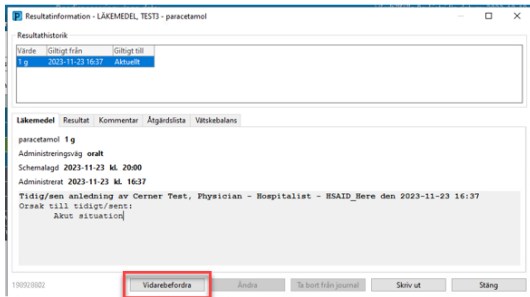 Resultatinformation - LÄKEMEDEL, TEST3 - paracetamol
Resultathistorik
Värde Giltigt från Giltigt till
1 g 2023-11-23 16:37 Aktuellt
Läkemedel Resultat Kommentar Åtgärdslista Vätskebalans
paracetamol 1 g
Administreringsväg oralt
Schemalagd 2023-11-23 kl. 20:00
Administrerat 2023-11-23 kl. 16:37
Tidig/sen anledning av Cerner Test, Physician - Hospitalist - HSAID_Here den 2023-11-23 16:37
Orsak till tidigt/sent:
Akut situation
Vidarebefordra Ändra Ta bort från journal Skriv ut Stäng